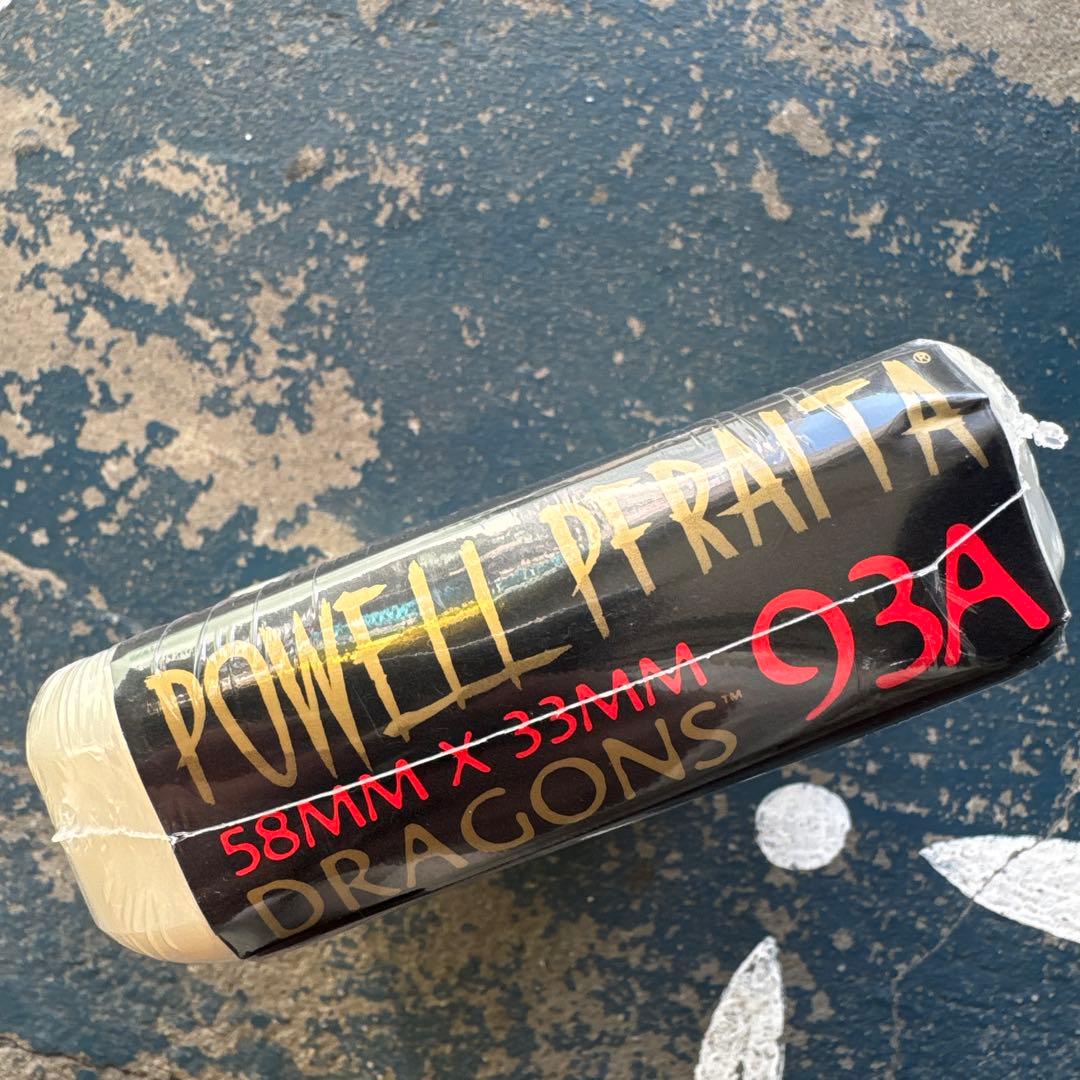 POWELL PERALTA®
58MM X 33MM 93A
DRAGONS™